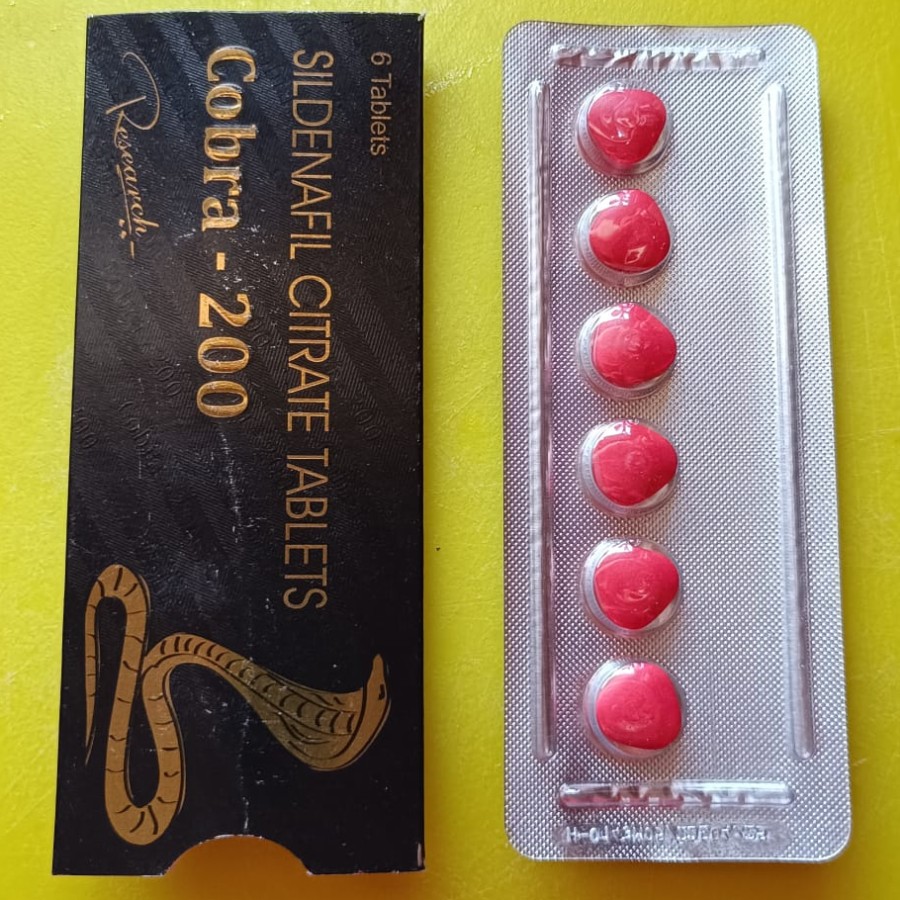 6 Tablets
SILDENAFIL CITRATE TABLETS
Cobra - 200
Research